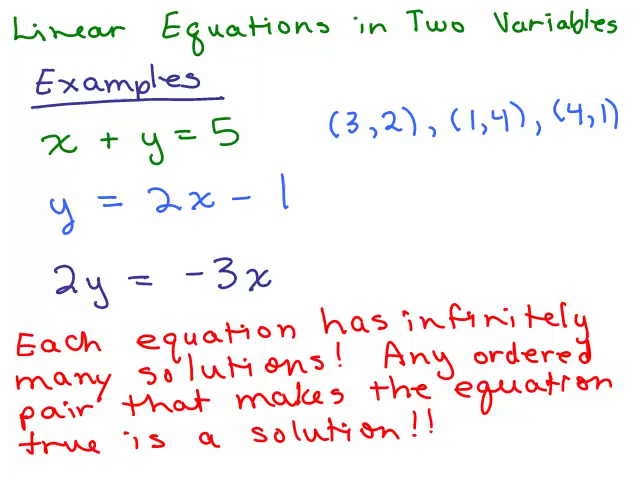 Linear Equations in Two Variables
Examples
x + y = 5 (3,2), (1,4), (4,1)
y = 2x - 1
2y = -3x
Each equation has infinitely
many solutions! Any ordered
pair that makes the equation
true is a solution!!